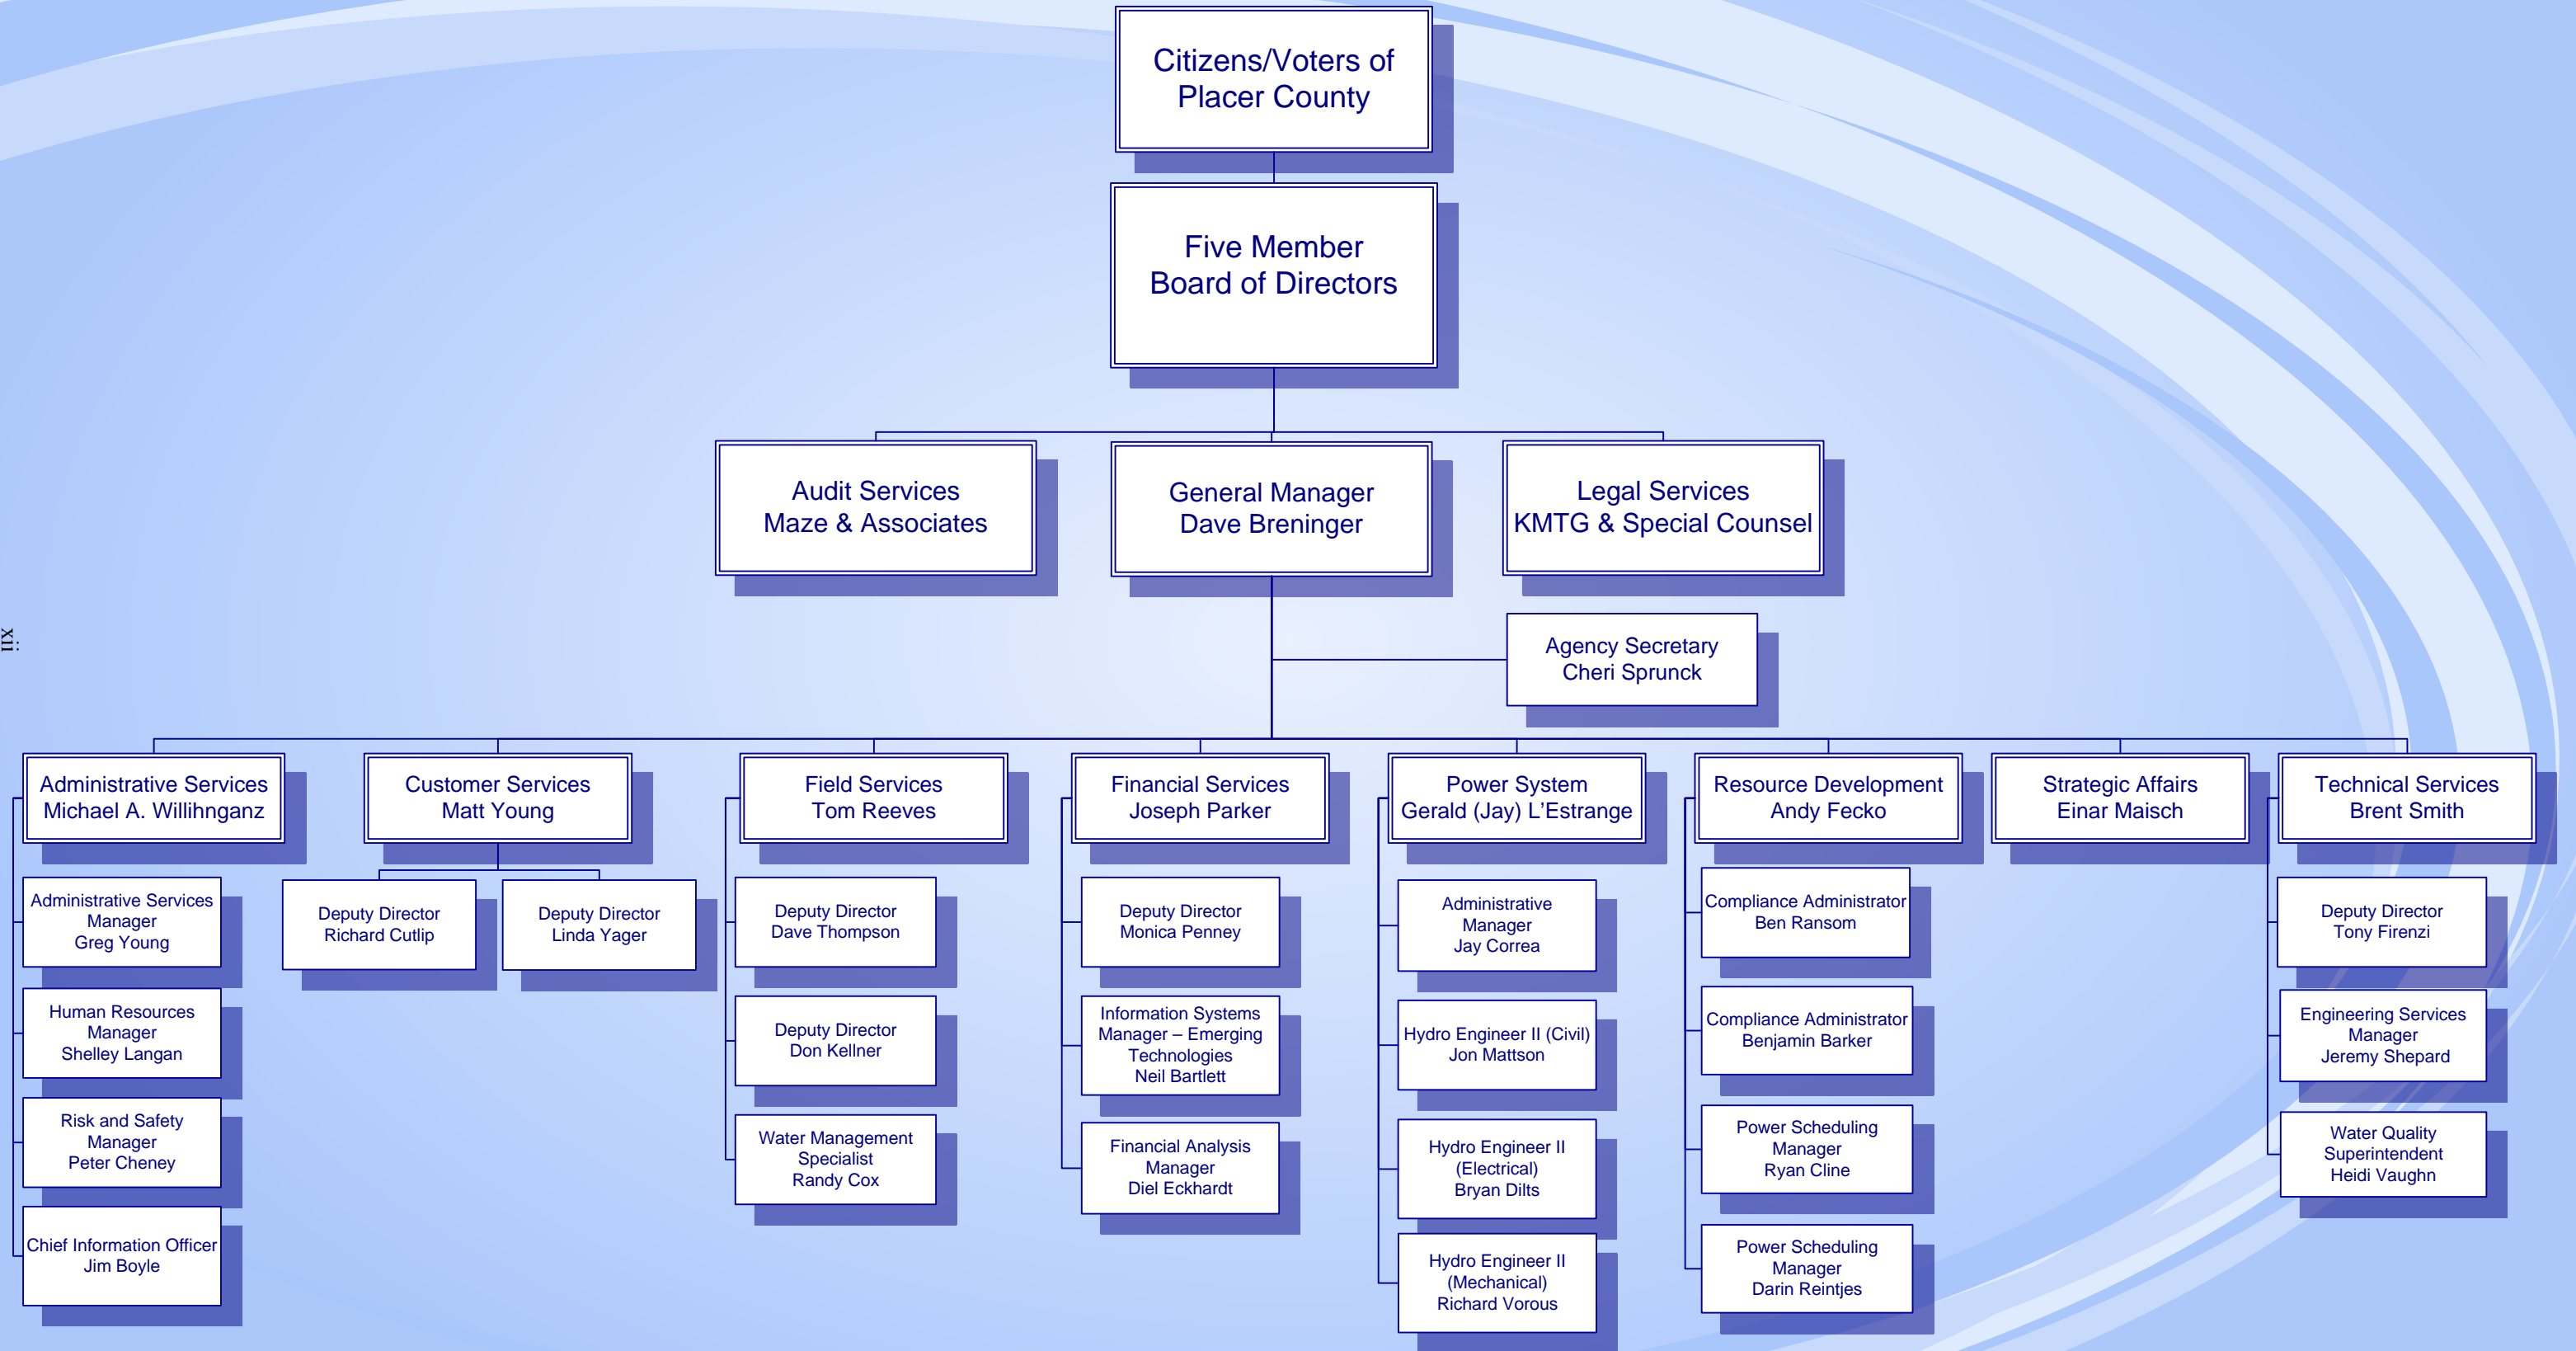 Citizens/Voters of
Placer County
Five Member
Board of Directors
Audit Services
Maze & Associates
General Manager
Dave Breninger
Legal Services
KMTG & Special Counsel
Agency Secretary
Cheri Sprunck
xii
Administrative Services
Michael A. Willihnganz
Customer Services
Matt Young
Field Services
Tom Reeves
Financial Services
Joseph Parker
Power System
Gerald (Jay) L’Estrange
Resource Development
Andy Fecko
Strategic Affairs
Einar Maisch
Technical Services
Brent Smith
Administrative Services
Manager
Greg Young
Human Resources
Manager
Shelley Langan
Risk and Safety
Manager
Peter Cheney
Chief Information Officer
Jim Boyle
Deputy Director
Richard Cutlip
Deputy Director
Linda Yager
Deputy Director
Dave Thompson
Deputy Director
Don Kellner
Water Management
Specialist
Randy Cox
Deputy Director
Monica Penney
Information Systems
Manager – Emerging
Technologies
Neil Bartlett
Financial Analysis
Manager
Diel Eckhardt
Administrative
Manager
Jay Correa
Hydro Engineer II (Civil)
Jon Mattson
Hydro Engineer II
(Electrical)
Bryan Dilts
Hydro Engineer II
(Mechanical)
Richard Vorous
Compliance Administrator
Ben Ransom
Compliance Administrator
Benjamin Barker
Power Scheduling
Manager
Ryan Cline
Power Scheduling
Manager
Darin Reintjes
Deputy Director
Tony Firenzi
Engineering Services
Manager
Jeremy Shepard
Water Quality
Superintendent
Heidi Vaughn